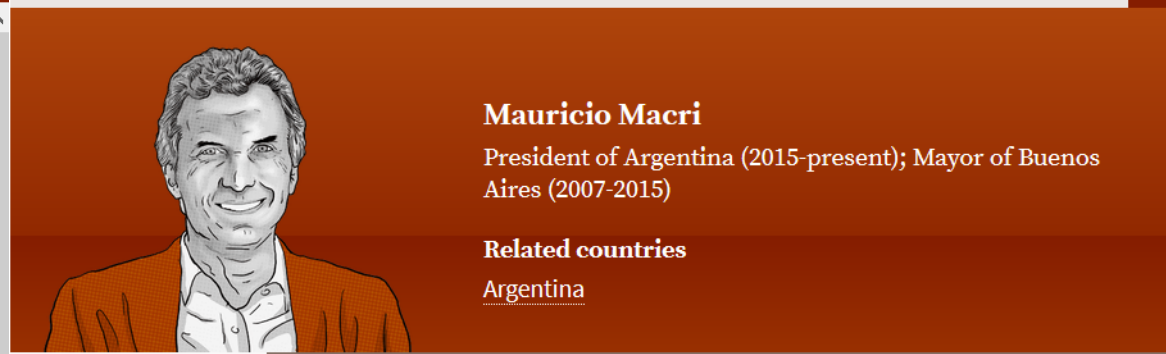 Mauricio Macri
President of Argentina (2015-present); Mayor of Buenos
Aires (2007-2015)
Related countries
Argentina